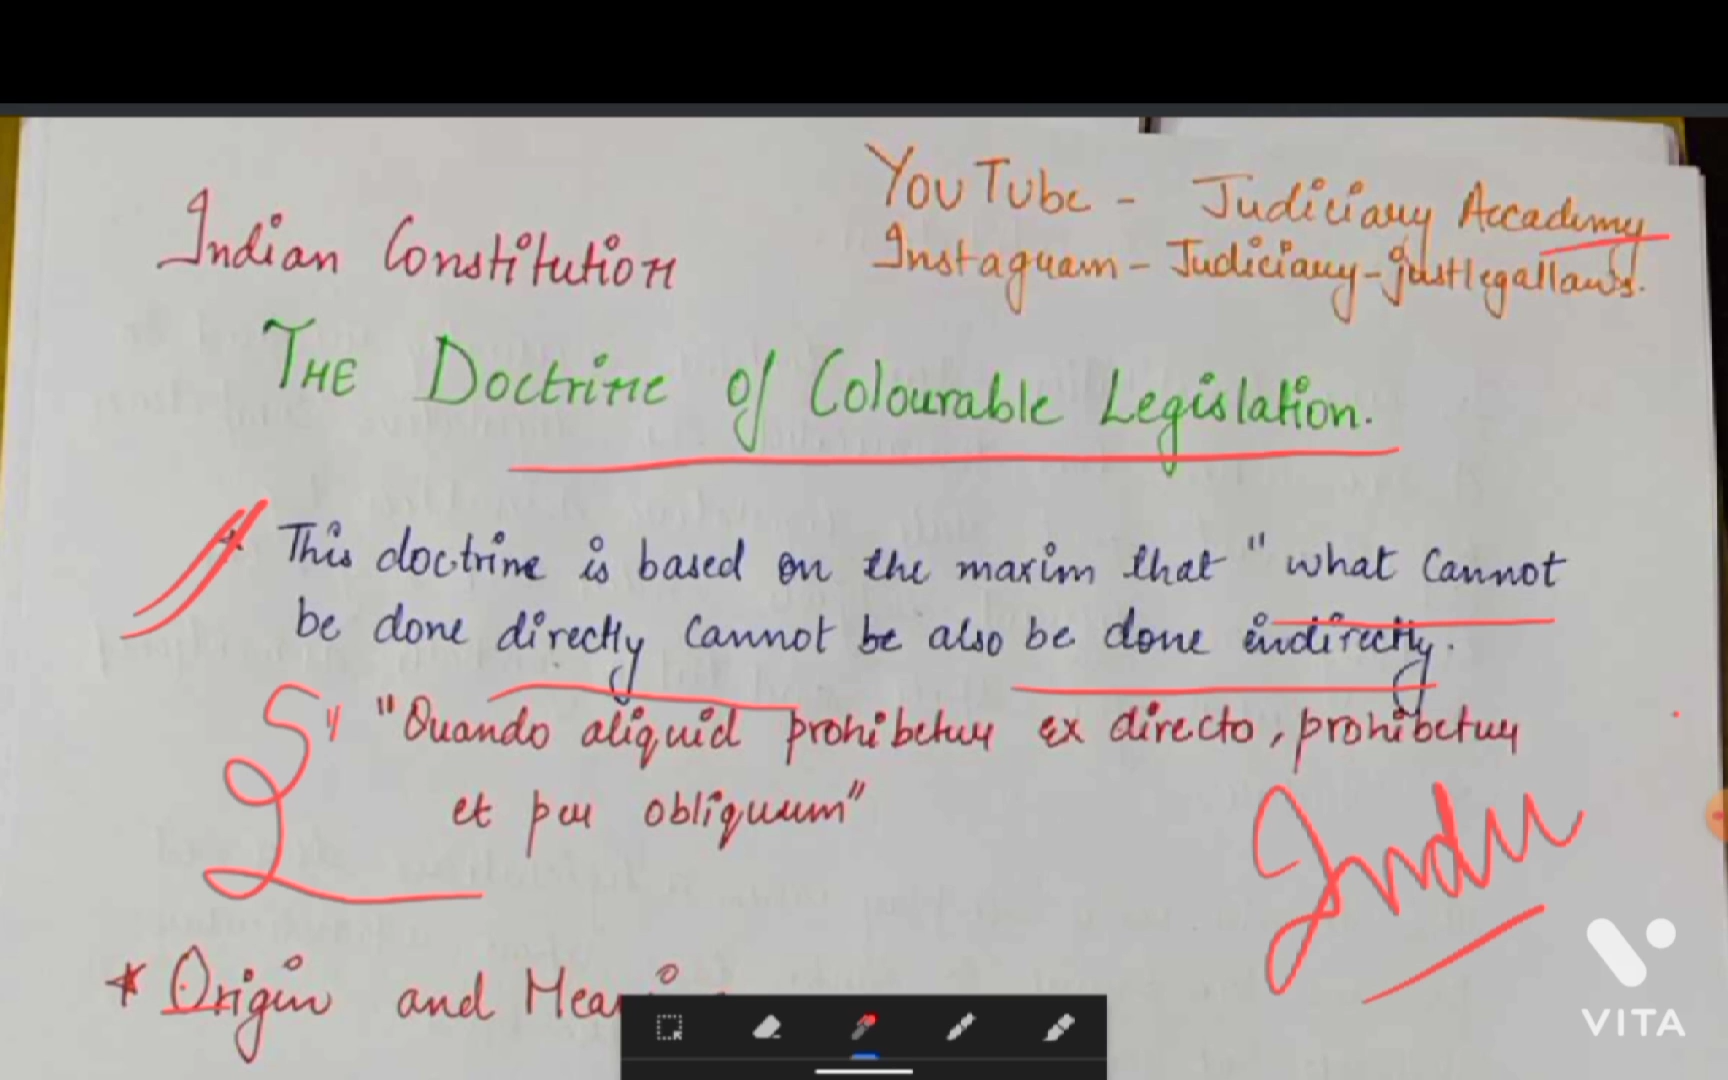 Indian Constitution
YouTube - Judiciary Accademy
Instagram - Judiciary-justlegallaws.
THE Doctrine of Colourable Legislation.
* This doctrine is based on the maxim that "what cannot
be done directly cannot be also be done indirectly.
"Quando aliquid prohibetur ex directo, prohibetur
et per obliquum"
Indu
* Origin and
VITA